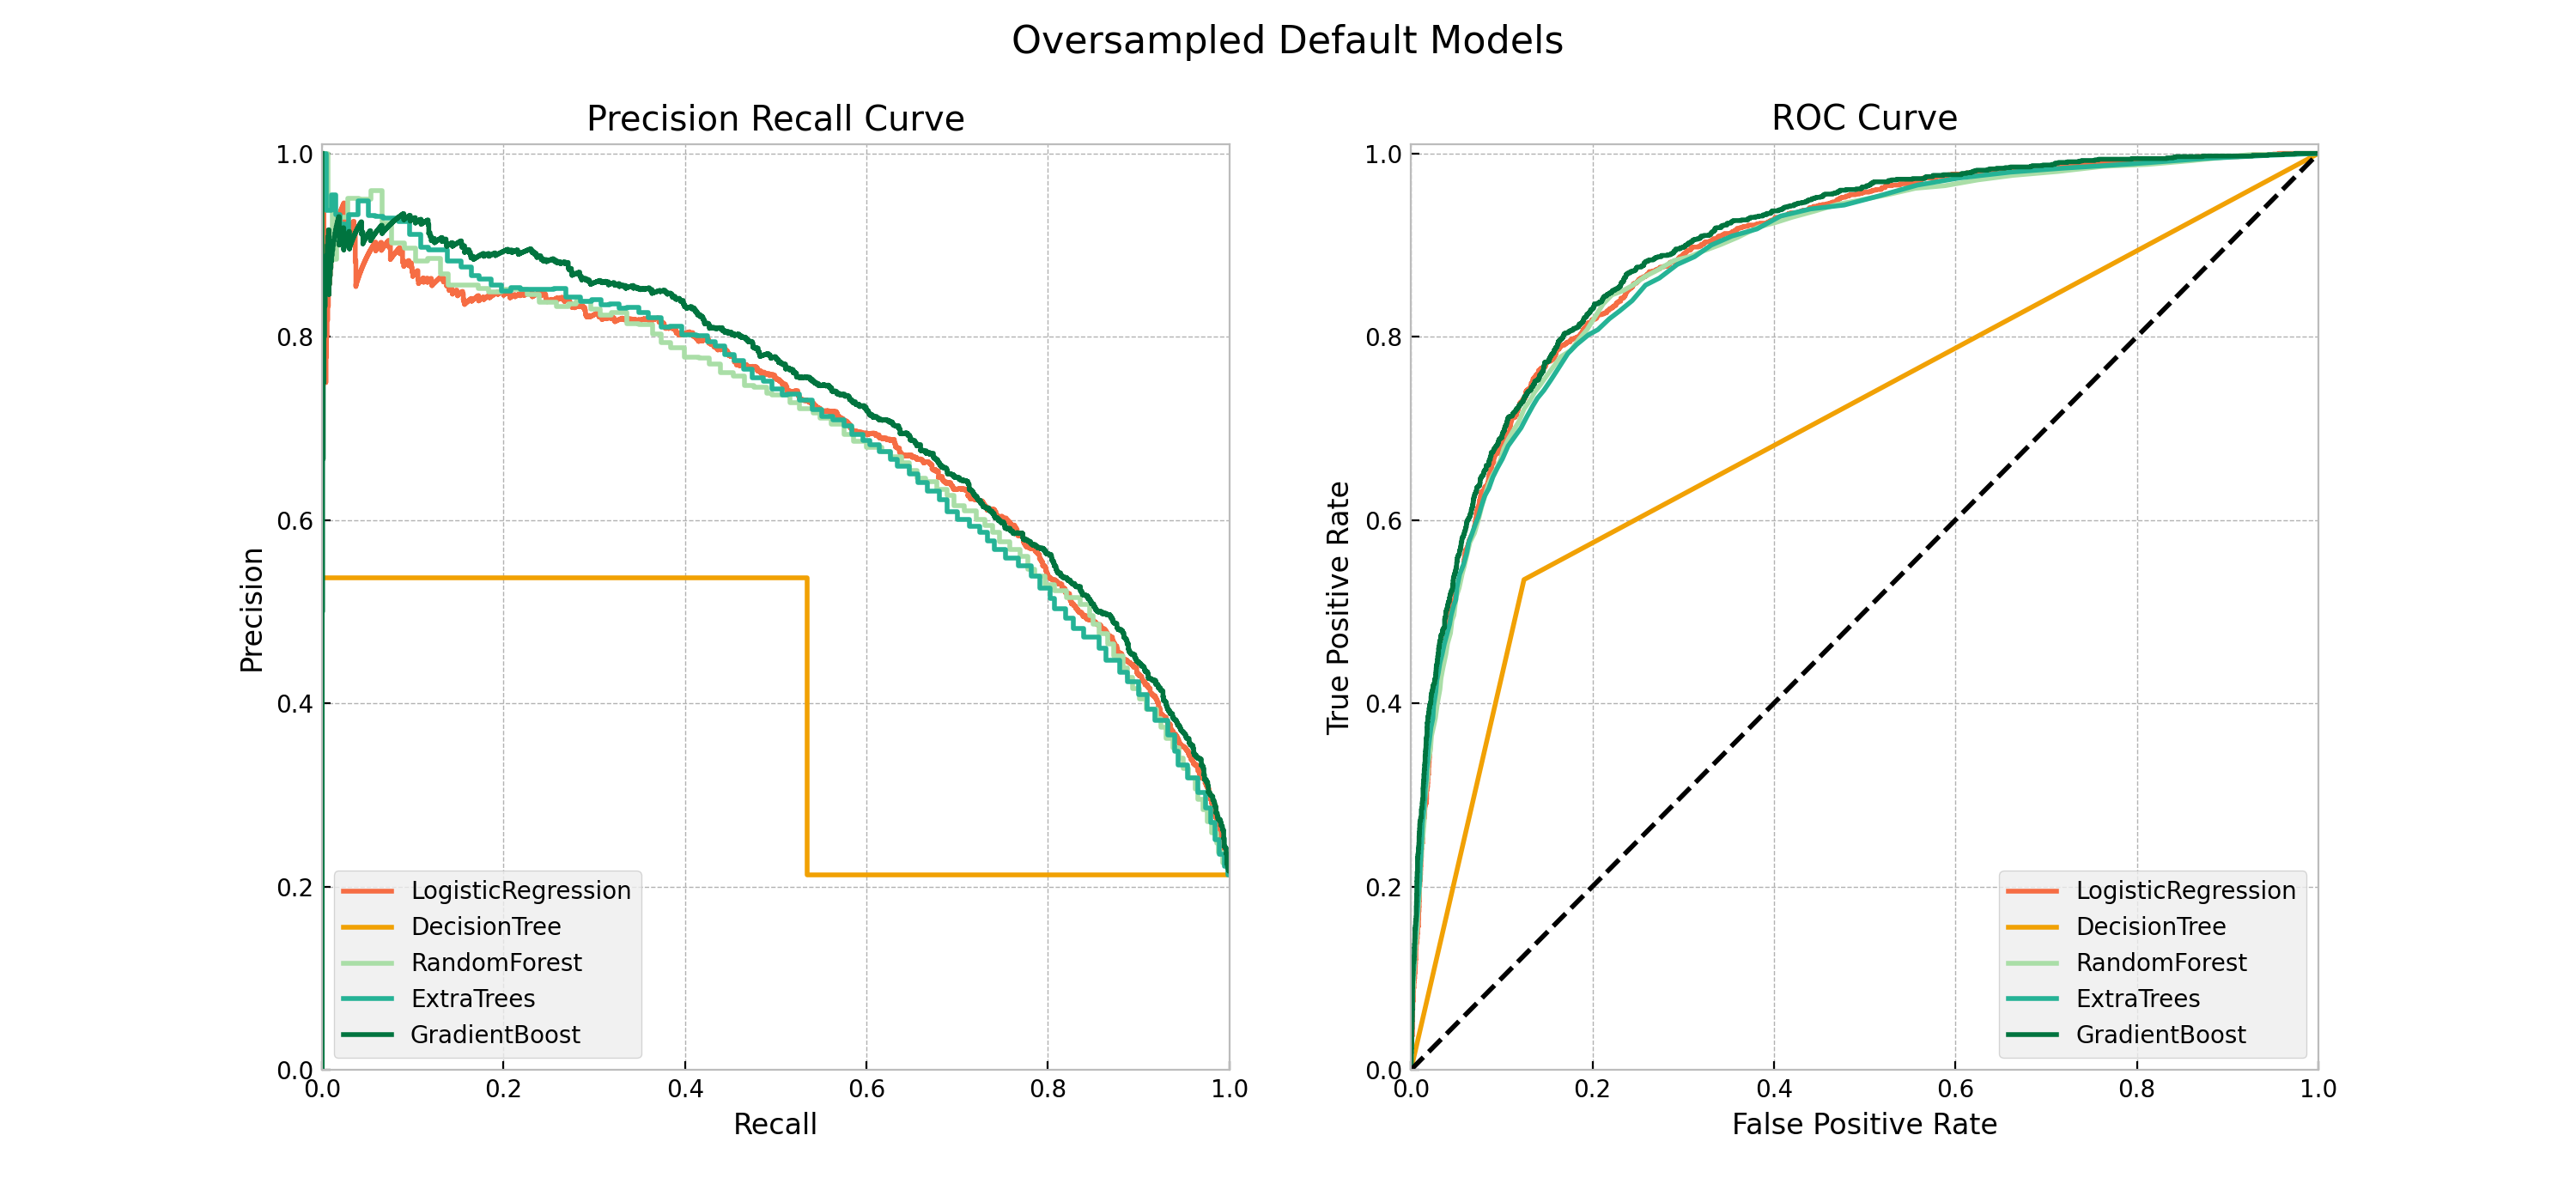 Oversampled Default Models
Precision Recall Curve
1.0
0.8
0.6
0.4
0.2
0.0
Precision
0.0 0.2 0.4 0.6 0.8 1.0
Recall
LogisticRegression
DecisionTree
RandomForest
ExtraTrees
GradientBoost
ROC Curve
1.0
0.8
0.6
0.4
0.2
0.0
True Positive Rate
0.0 0.2 0.4 0.6 0.8 1.0
False Positive Rate
LogisticRegression
DecisionTree
RandomForest
ExtraTrees
GradientBoost